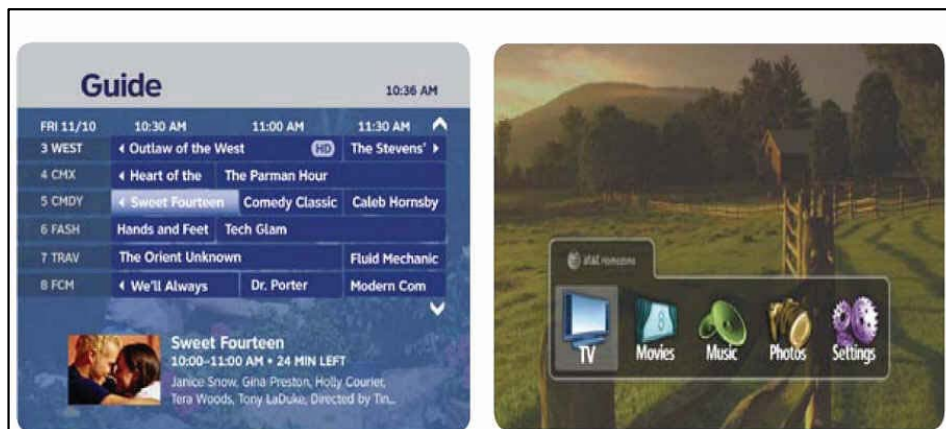 Guide
10:36 AM
FRI 11/10 10:30 AM 11:00 AM 11:30 AM
3 WEST Outlaw of the West HD The Stevens'
4 CMX Heart of the The Parman Hour
5 CMDY Sweet Fourteen Comedy Classic Caleb Hornsby
6 FASH Hands and Feet Tech Glam
7 TRAV The Orient Unknown Fluid Mechanic
8 FCM We'll Always Dr. Porter Modern Com
Sweet Fourteen
10:00–11:00 AM • 24 MIN LEFT
Janice Snow, Gina Preston, Holly Courier,
Tera Woods, Tony LaDuke, Directed by Tin...
at&t Homezone
TV Movies Music Photos Settings
8